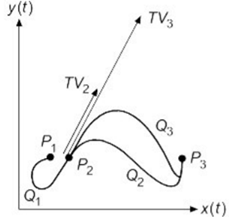 y(t)
TV₃
TV₂
P₁
P₂
Q₃
P₃
Q₂
Q₁
x(t)